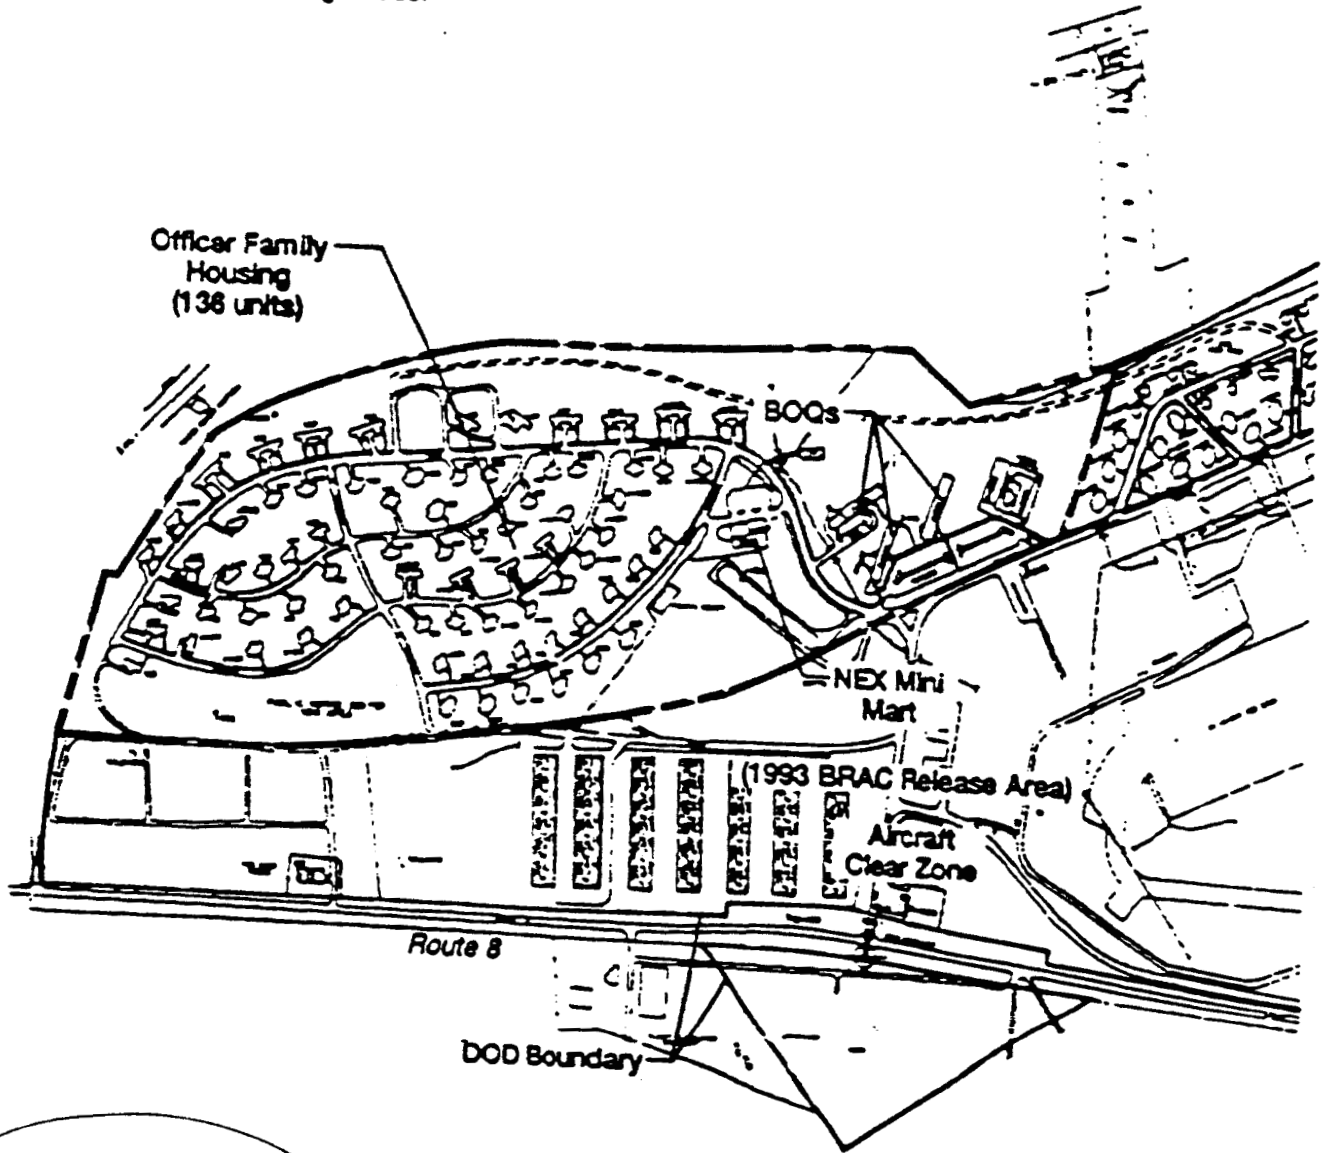 Officer Family
Housing
(136 units)
BOQs
NEX Mini
Mart
(1993 BRAC Release Area)
Aircraft
Clear Zone
Route 8
DOD Boundary